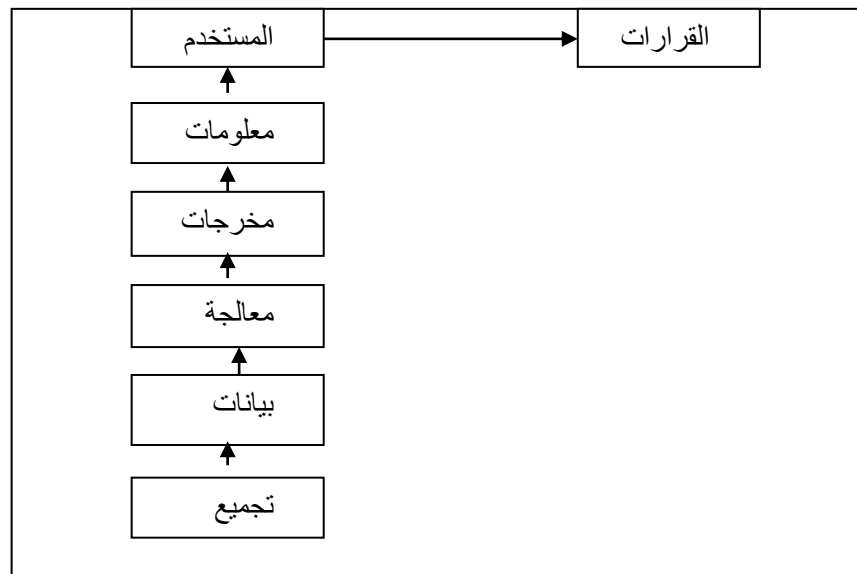 المستخدم
القرارات
معلومات
مخرجات
معالجة
بيانات
تجميع